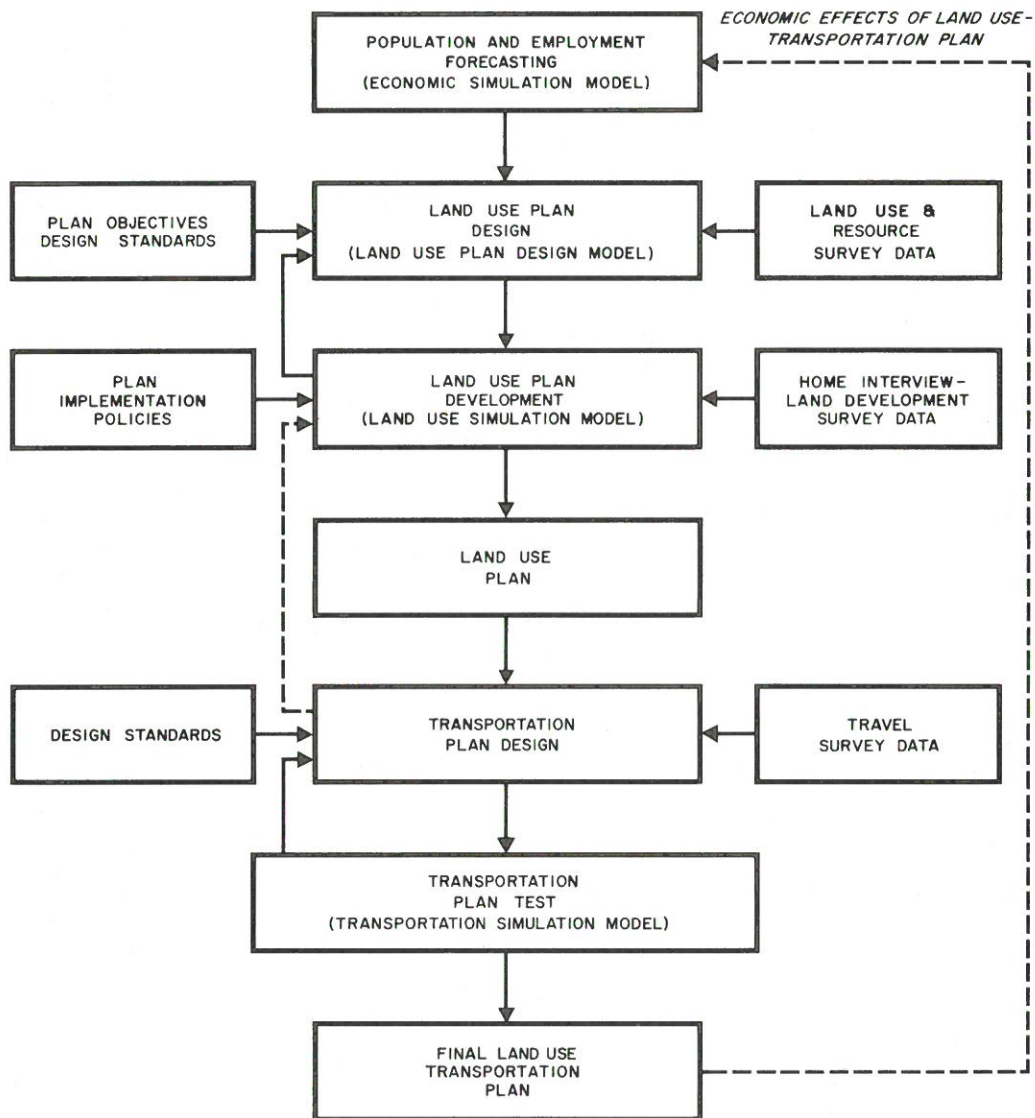 ECONOMIC EFFECTS OF LAND USE-
TRANSPORTATION PLAN
POPULATION AND EMPLOYMENT
FORECASTING
(ECONOMIC SIMULATION MODEL)
PLAN OBJECTIVES
DESIGN STANDARDS
LAND USE PLAN
DESIGN
(LAND USE PLAN DESIGN MODEL)
LAND USE &
RESOURCE
SURVEY DATA
PLAN
IMPLEMENTATION
POLICIES
LAND USE PLAN
DEVELOPMENT
(LAND USE SIMULATION MODEL)
HOME INTERVIEW-
LAND DEVELOPMENT
SURVEY DATA
LAND USE
PLAN
DESIGN STANDARDS
TRANSPORTATION
PLAN DESIGN
TRAVEL
SURVEY DATA
TRANSPORTATION
PLAN TEST
(TRANSPORTATION SIMULATION MODEL)
FINAL LAND USE
TRANSPORTATION
PLAN